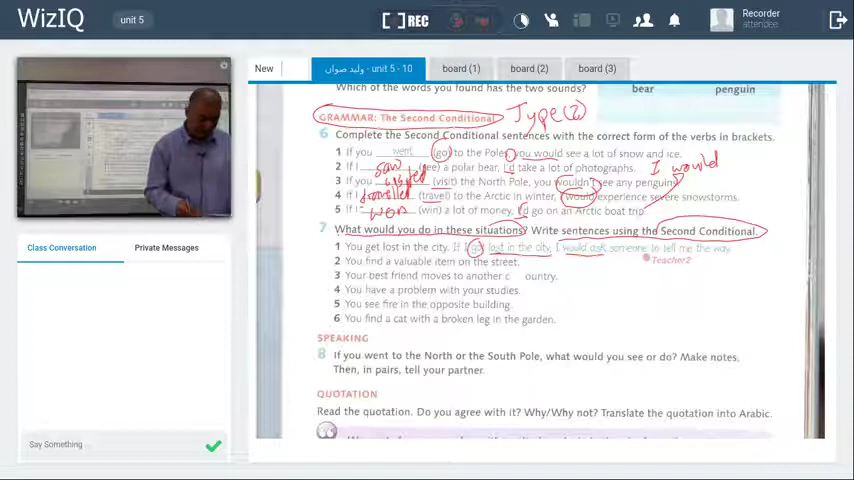 WizIQ
unit 5
[ ] REC
Recorder
attendee
New
وليد صوان - unit 5 - 10
board (1)
board (2)
board (3)
Class Conversation
Private Messages
Say Something ...
Which of the words you found has the two sounds?
bear penguin
GRAMMAR: The Second Conditional Type (2)
6 Complete the Second Conditional sentences with the correct form of the verbs in brackets.
1 If you went (go) to the Poles, you would see a lot of snow and ice.
2 If I saw (see) a polar bear, I'd take a lot of photographs. I would
3 If you visited (visit) the North Pole, you wouldn't see any penguins.
4 If I travelled (travel) to the Arctic in winter, I would experience severe snowstorms.
5 If I won (win) a lot of money, I'd go on an Arctic boat trip.
7 What would you do in these situations? Write sentences using the Second Conditional.
1 You get lost in the city. If I got lost in the city, I would ask someone to tell me the way.
Teacher2
2 You find a valuable item on the street.
3 Your best friend moves to another c ountry.
4 You have a problem with your studies.
5 You see fire in the opposite building.
6 You find a cat with a broken leg in the garden.
SPEAKING
8 If you went to the North or the South Pole, what would you see or do? Make notes.
Then, in pairs, tell your partner.
QUOTATION
Read the quotation. Do you agree with it? Why/Why not? Translate the quotation into Arabic.